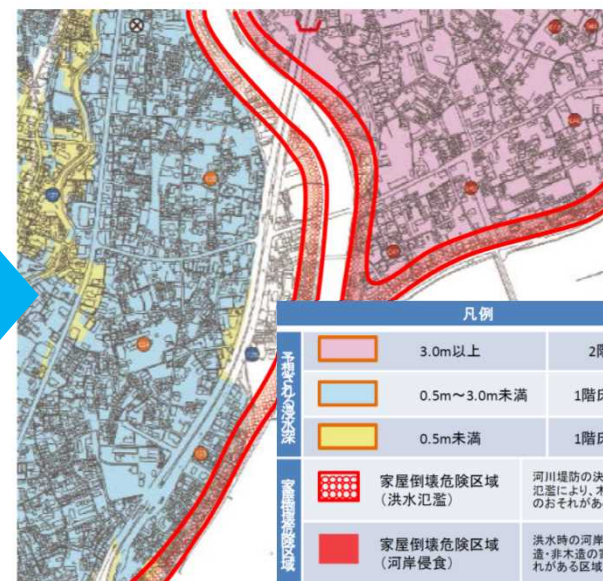 凡例
予想される浸水深
3.0m以上
2階
0.5m～3.0m未満
1階床
0.5m未満
1階床
家屋倒壊危険区域
家屋倒壊危険区域
（洪水氾濫）
河川堤防の決
氾濫により、木
のおそれがあ
家屋倒壊危険区域
（河岸侵食）
洪水時の河岸
造・非木造の家
れがある区域